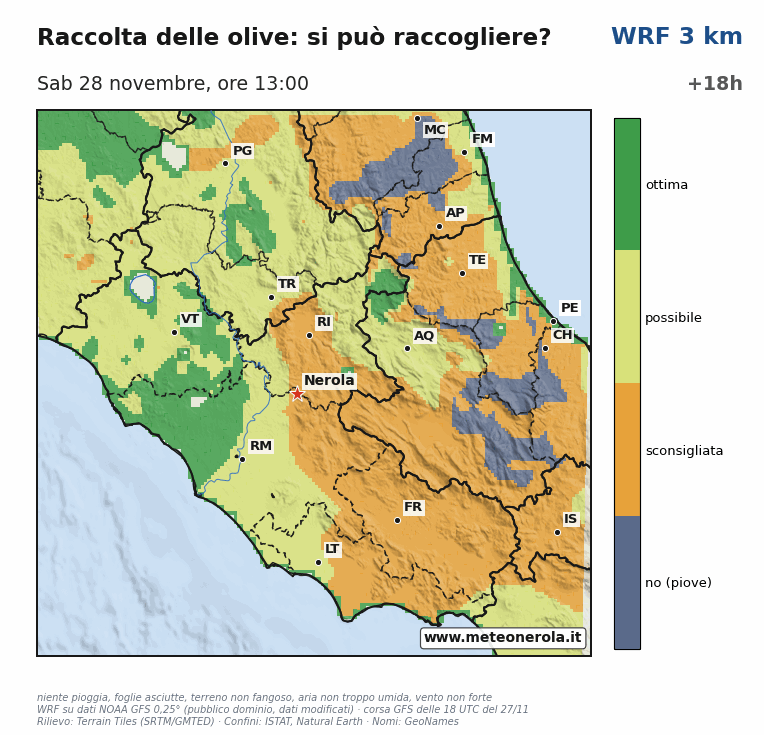 Raccolta delle olive: si può raccogliere?
WRF 3 km
Sab 28 novembre, ore 13:00
+18h
MC
FM
PG
AP
TE
TR
PE
VT
RI
AQ
CH
Nerola
RM
FR
IS
LT
www.meteonerola.it
ottima
possibile
sconsigliata
no (piove)
niente pioggia, foglie asciutte, terreno non fangoso, aria non troppo umida, vento non forte
WRF su dati NOAA GFS 0,25° (pubblico dominio, dati modificati) · corsa GFS delle 18 UTC del 27/11
Rilievo: Terrain Tiles (SRTM/GMTED) · Confini: ISTAT, Natural Earth · Nomi: GeoNames